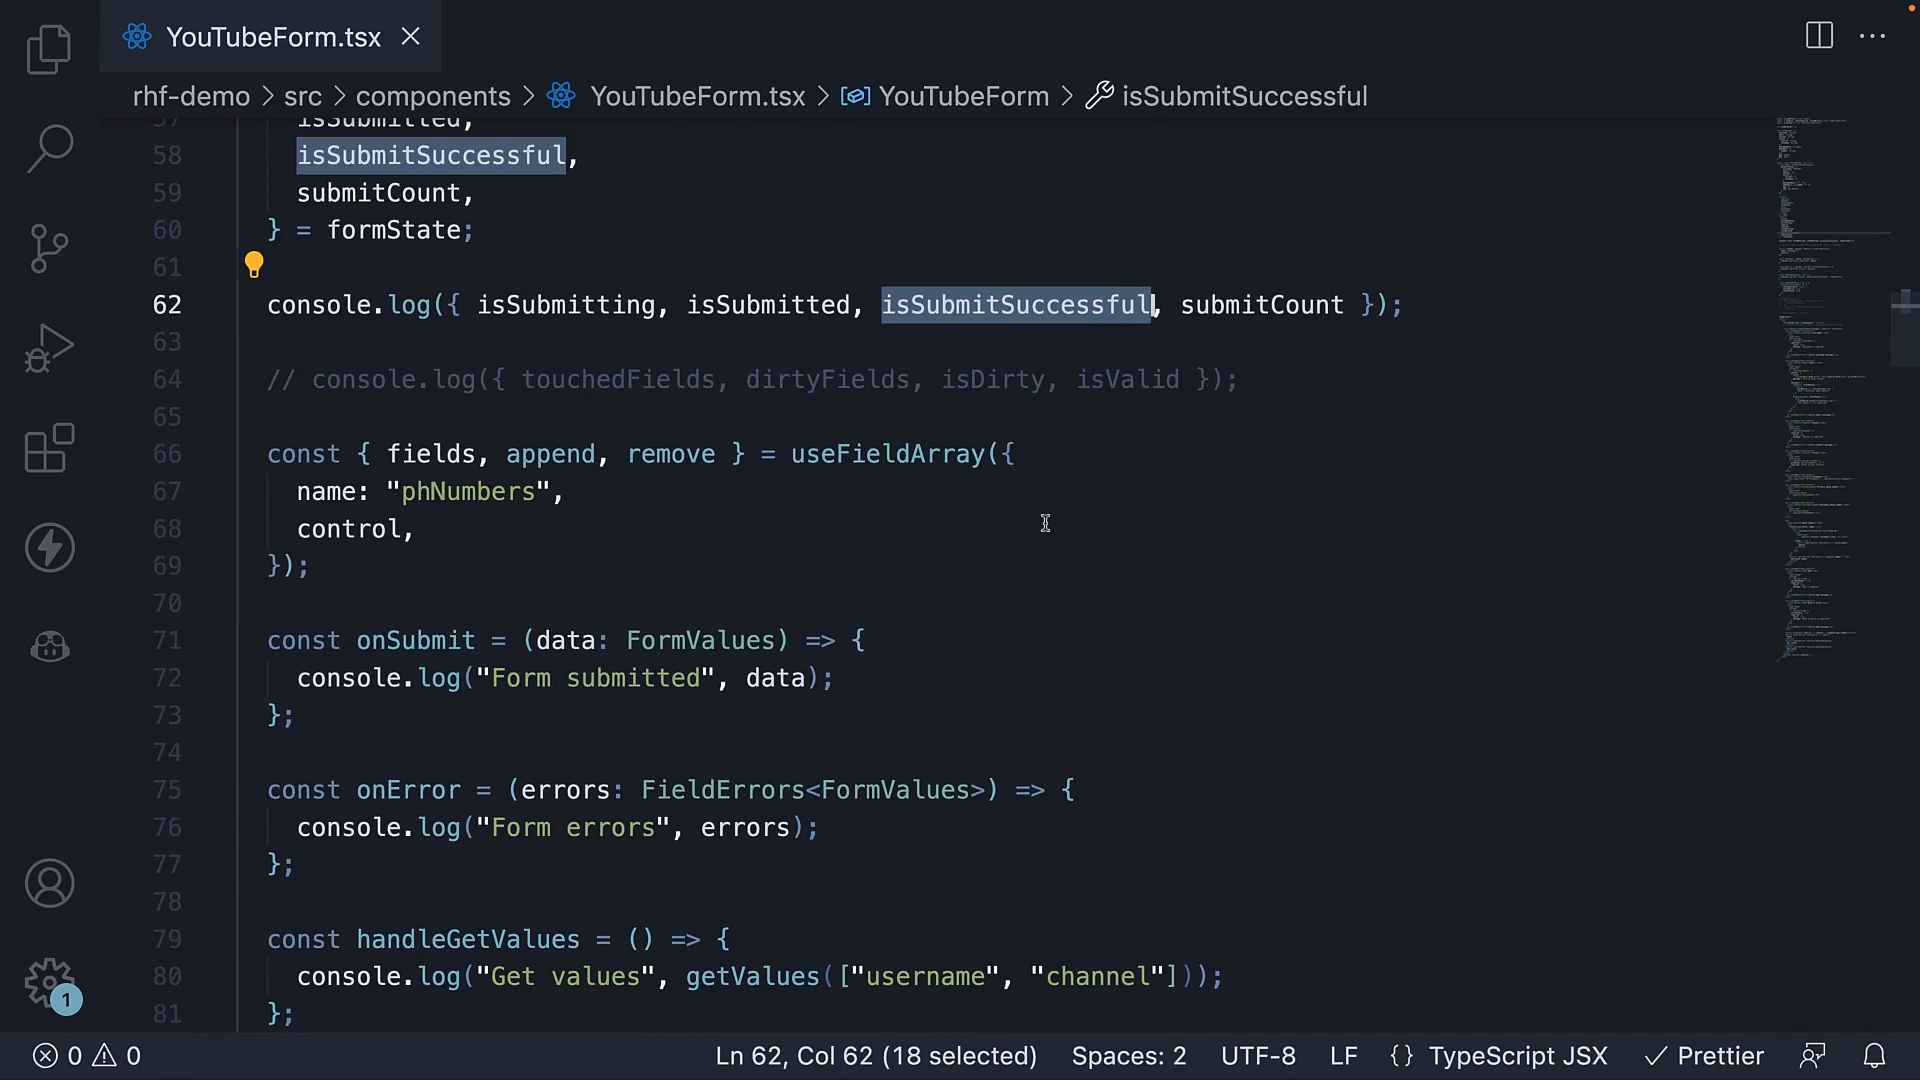 YouTubeForm.tsx
rhf-demo > src > components > YouTubeForm.tsx > YouTubeForm > isSubmitSuccessful
57 isSubmitted,
58 isSubmitSuccessful,
59 submitCount,
60 } = formState;
61
62 console.log({ isSubmitting, isSubmitted, isSubmitSuccessful, submitCount });
63
64 // console.log({ touchedFields, dirtyFields, isDirty, isValid });
65
66 const { fields, append, remove } = useFieldArray({
67 name: "phNumbers",
68 control,
69 });
70
71 const onSubmit = (data: FormValues) => {
72 console.log("Form submitted", data);
73 };
74
75 const onError = (errors: FieldErrors<FormValues>) => {
76 console.log("Form errors", errors);
77 };
78
79 const handleGetValues = () => {
80 console.log("Get values", getValues(["username", "channel"]));
81 };
1
0 0 Ln 62, Col 62 (18 selected) Spaces: 2 UTF-8 LF {} TypeScript JSX Prettier